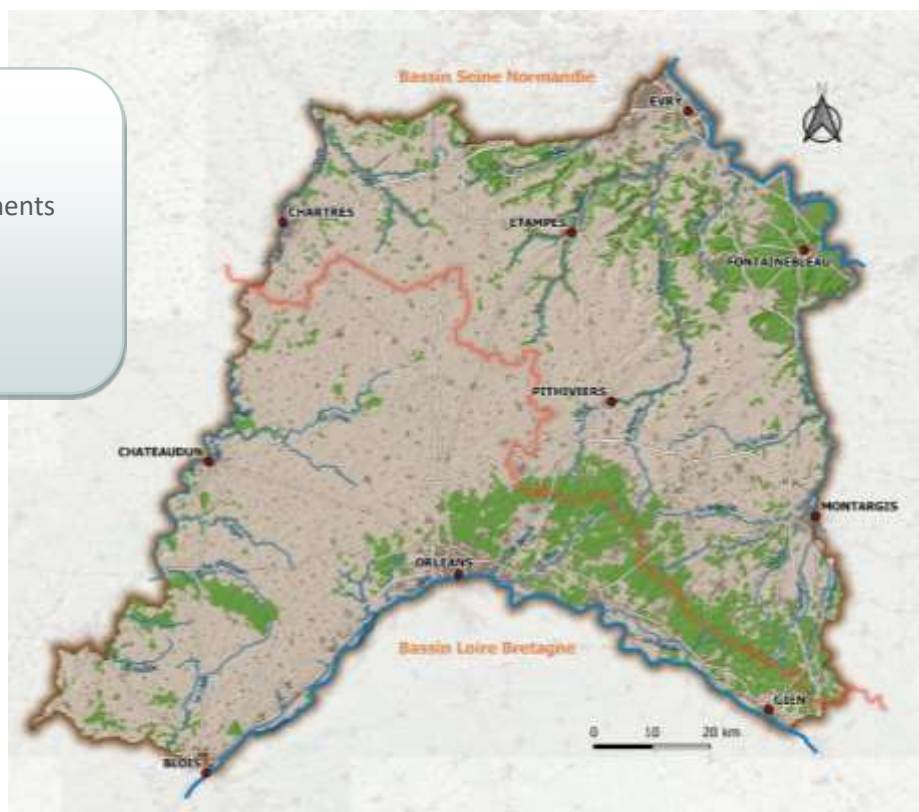 Bassin Seine Normandie
EVRY
N
ments
CHARTRES
ETAMPES
FONTAINEBLEAU
PITHIVIERS
CHATEAUDUN
MONTARGIS
ORLEANS
Bassin Loire Bretagne
GIEN
0 10 20 km
BLOIS